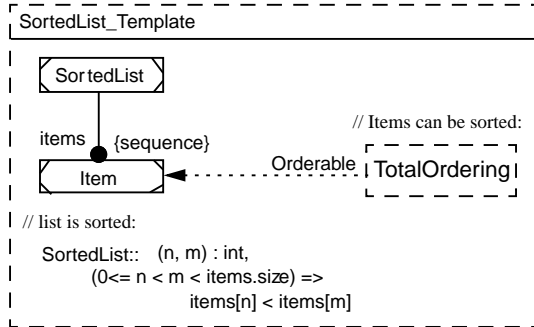 SortedList_Template
SortedList
// Items can be sorted:
items {sequence}
Orderable TotalOrdering
Item
// list is sorted:
SortedList:: (n, m) : int,
(0<= n < m < items.size) =>
items[n] < items[m]